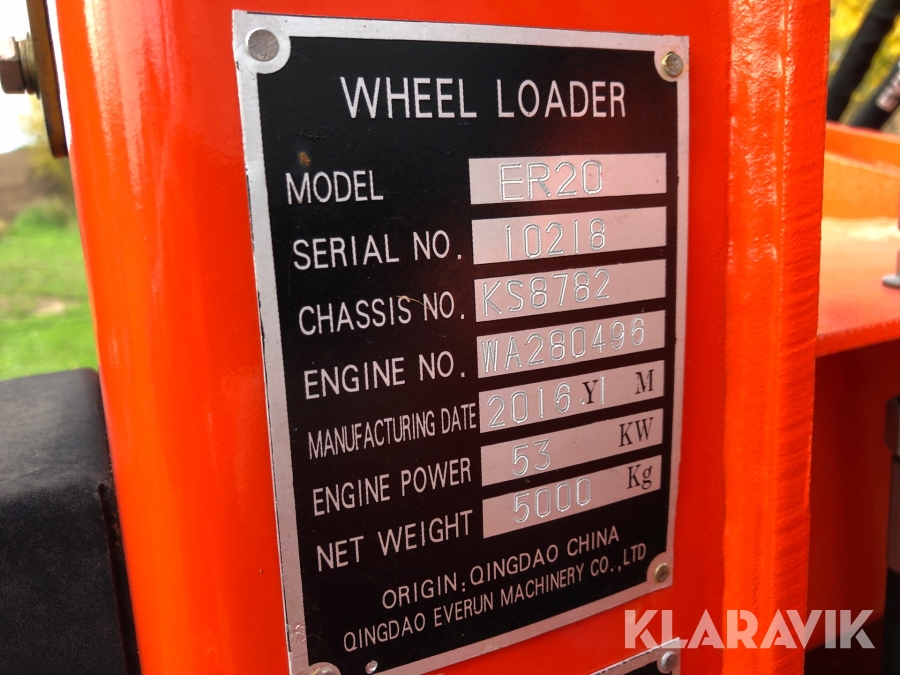 WHEEL LOADER
MODEL ER20
SERIAL NO. 10218
CHASSIS NO. KS8782
ENGINE NO. WA280496
MANUFACTURING DATE 2016 Y 1 M
ENGINE POWER 53 KW
NET WEIGHT 5000 Kg
ORIGIN: QINGDAO CHINA
QINGDAO EVERUN MACHINERY CO., LTD
KLARAVIK